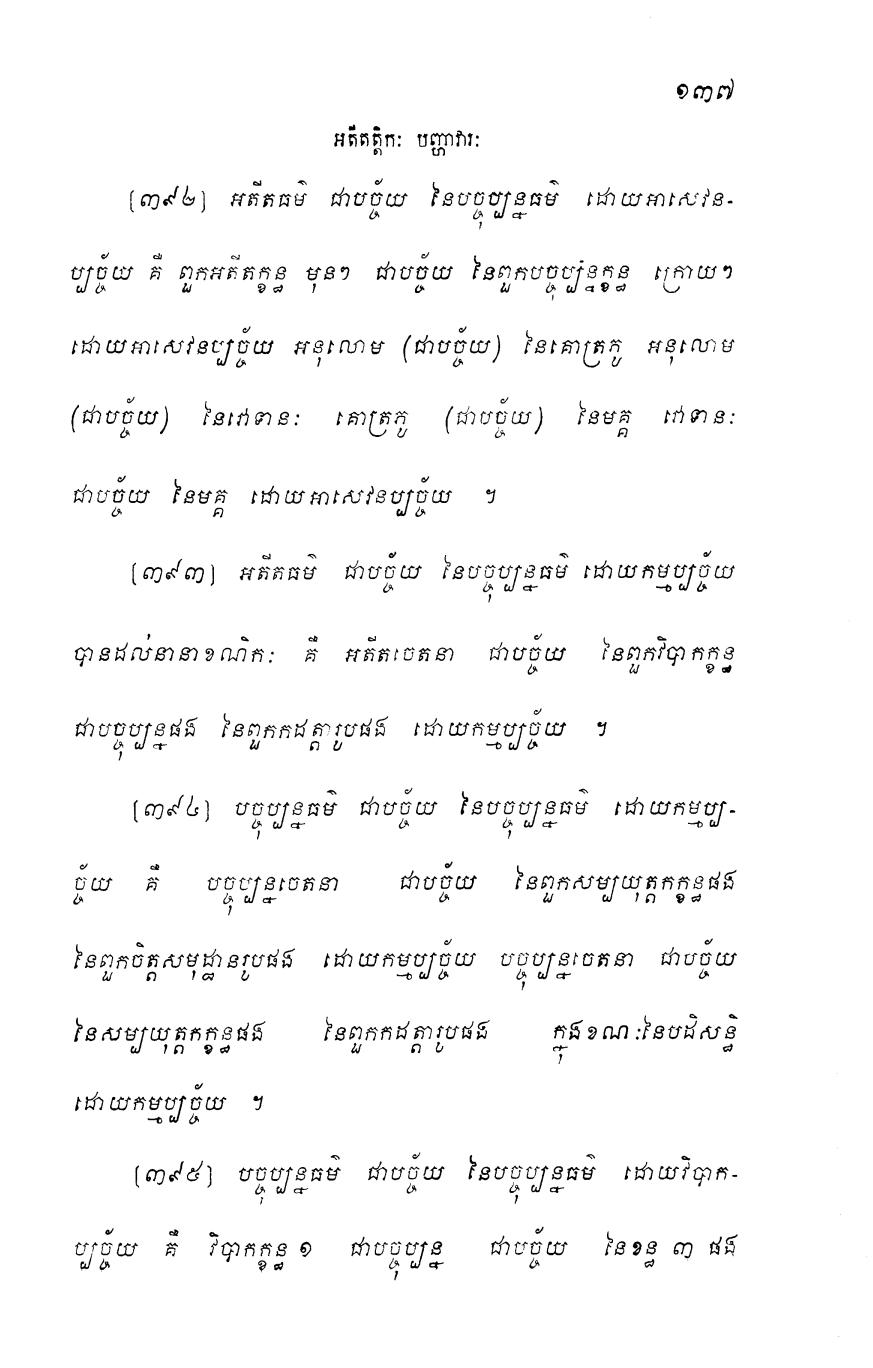 ១៣៧
អតីតត្តិកៈ បញ្ហាវារៈ
[៣៩២] អតីតធម៌ ជាបច្ច័យ នៃបច្ចុប្បន្នធម៌ ដោយអាសេវន-
ប្បច្ច័យ គឺ ពួកអតីតក្ខន្ធ មុនៗ ជាបច្ច័យ នៃពួកបច្ចុប្បន្នក្ខន្ធ ក្រោយៗ
ដោយអាសេវនប្បច្ច័យ អនុលោម (ជាបច្ច័យ) នៃគោត្រភូ អនុលោម
(ជាបច្ច័យ) នៃវោទានៈ គោត្រភូ (ជាបច្ច័យ) នៃមគ្គ វោទានៈ
ជាបច្ច័យ នៃមគ្គ ដោយអាសេវនប្បច្ច័យ ។
[៣៩៣] អតីតធម៌ ជាបច្ច័យ នៃបច្ចុប្បន្នធម៌ ដោយកម្មប្បច្ច័យ
បានដល់នានាខណិកៈ គឺ អតីតចេតនា ជាបច្ច័យ នៃពួកវិបាកក្ខន្ធ
ជាបច្ចុប្បន្នផង នៃពួកកដត្តារូបផង ដោយកម្មប្បច្ច័យ ។
[៣៩៤] បច្ចុប្បន្នធម៌ ជាបច្ច័យ នៃបច្ចុប្បន្នធម៌ ដោយកម្មប្ប-
ច្ច័យ គឺ បច្ចុប្បន្នចេតនា ជាបច្ច័យ នៃពួកសម្បយុត្តកក្ខន្ធផង
នៃពួកចិត្តសមុដ្ឋានរូបផង ដោយកម្មប្បច្ច័យ បច្ចុប្បន្នចេតនា ជាបច្ច័យ
នៃសម្បយុត្តកក្ខន្ធផង នៃពួកកដត្តារូបផង ក្នុងខណៈនៃបដិសន្ធិ
ដោយកម្មប្បច្ច័យ ។
[៣៩៥] បច្ចុប្បន្នធម៌ ជាបច្ច័យ នៃបច្ចុប្បន្នធម៌ ដោយវិបាក-
ប្បច្ច័យ គឺ វិបាកក្ខន្ធ ១ ជាបច្ចុប្បន្ន ជាបច្ច័យ នៃខន្ធ ៣ ផង